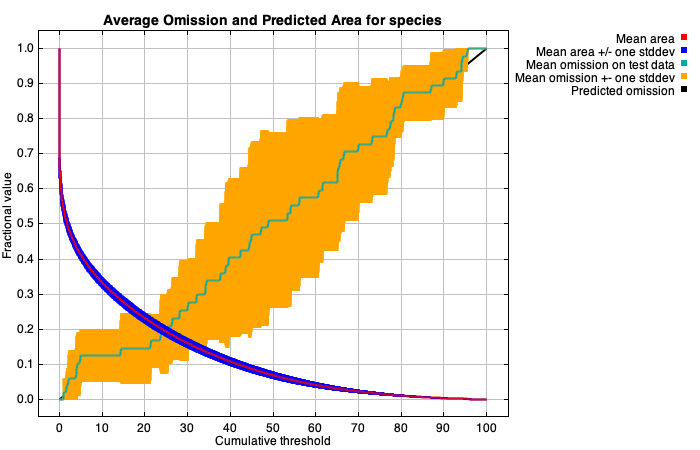 Average Omission and Predicted Area for species
Mean area
Mean area +/- one stddev
Mean omission on test data
Mean omission +- one stddev
Predicted omission
Fractional value
1.0
0.9
0.8
0.7
0.6
0.5
0.4
0.3
0.2
0.1
0.0
0 10 20 30 40 50 60 70 80 90 100
Cumulative threshold